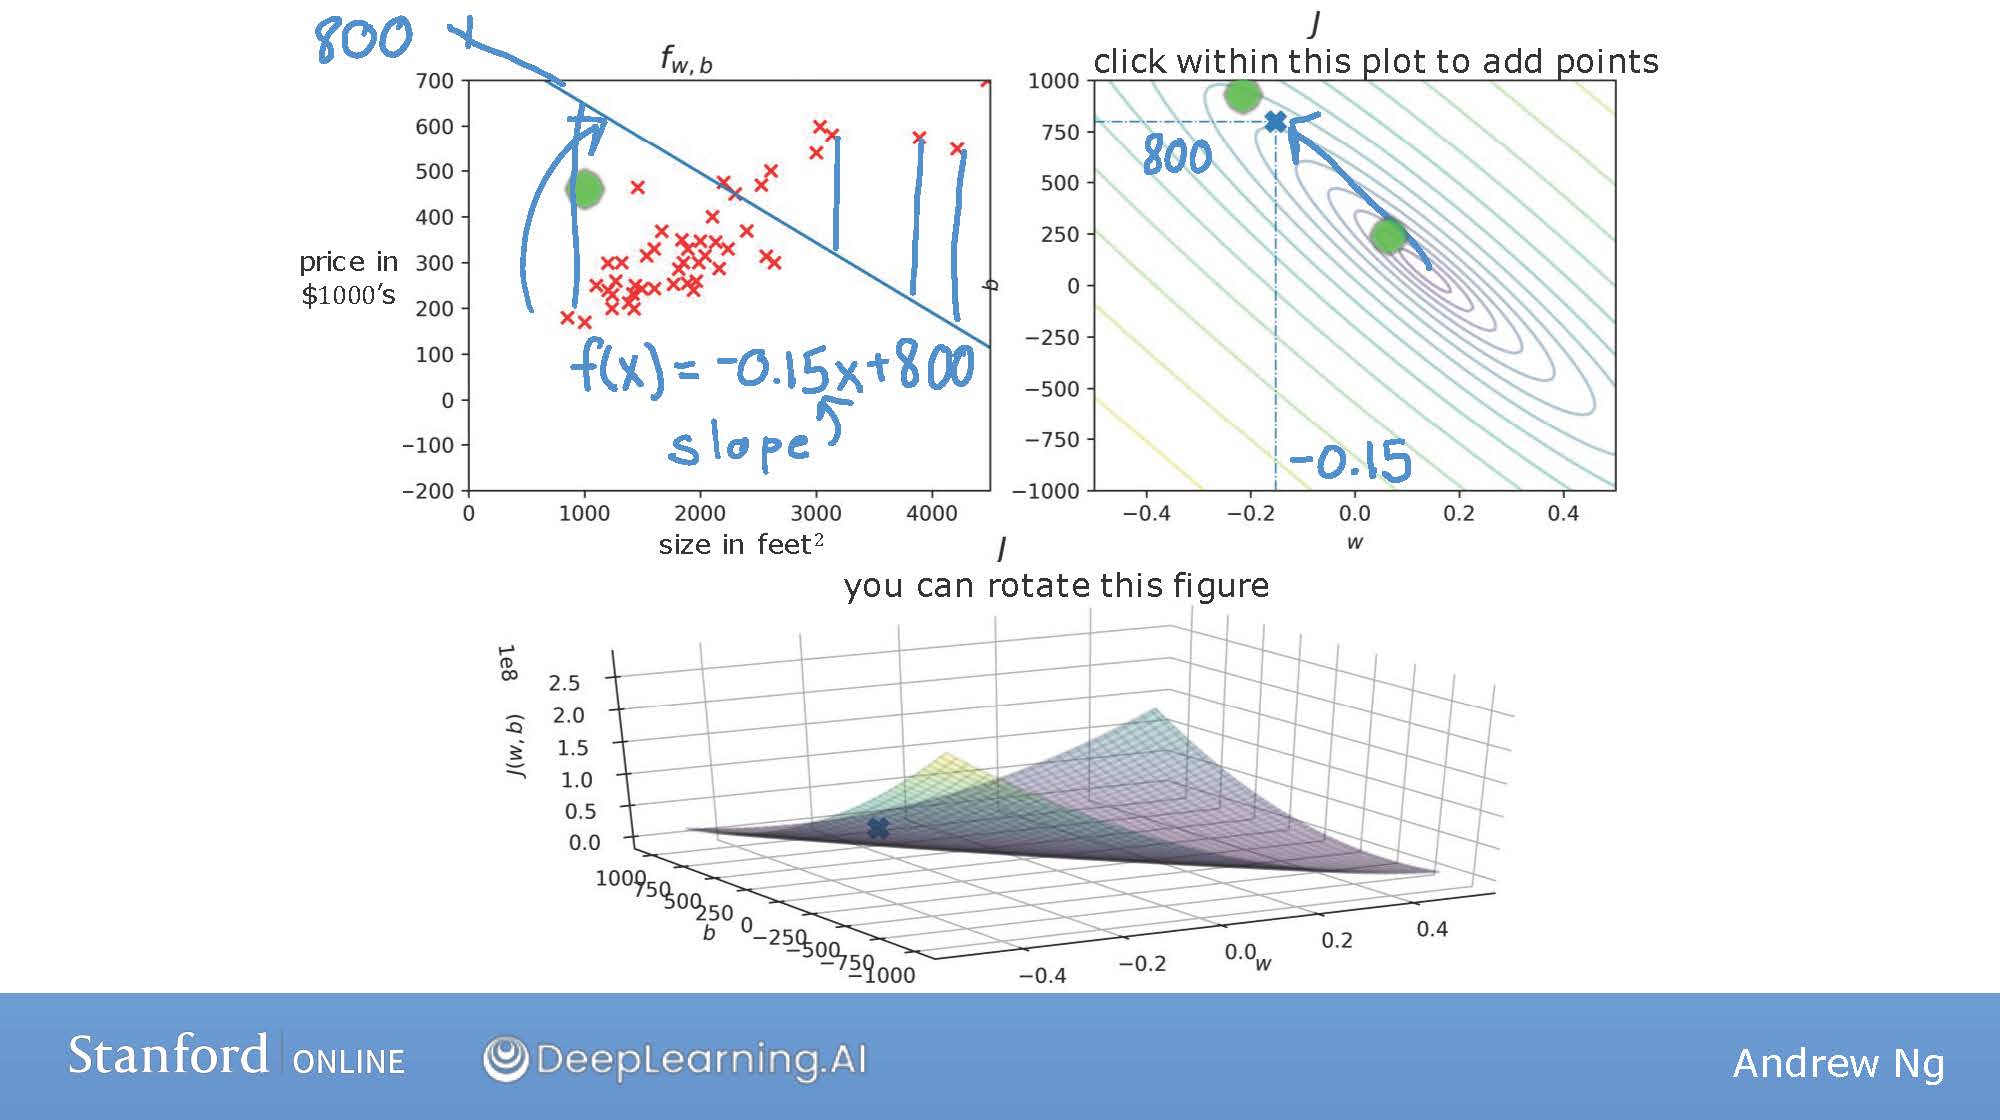 800
f_{w, b}
700
600
500
400
300
200
100
0
−100
−200
price in
$1000’s
f(x) = -0.15x+800
slope
0 1000 2000 3000 4000
size in feet²
J
click within this plot to add points
1000
750
500
250
0
−250
−500
−750
−1000
b
800
-0.15
−0.4 −0.2 0.0 0.2 0.4
w
J
you can rotate this figure
1e8
J(w, b)
2.5
2.0
1.5
1.0
0.5
0.0
1000
750
500
250
0
−250
−500
−750
−1000
b
−0.4 −0.2 0.0 0.2 0.4
w
Stanford ONLINE DeepLearning.AI Andrew Ng